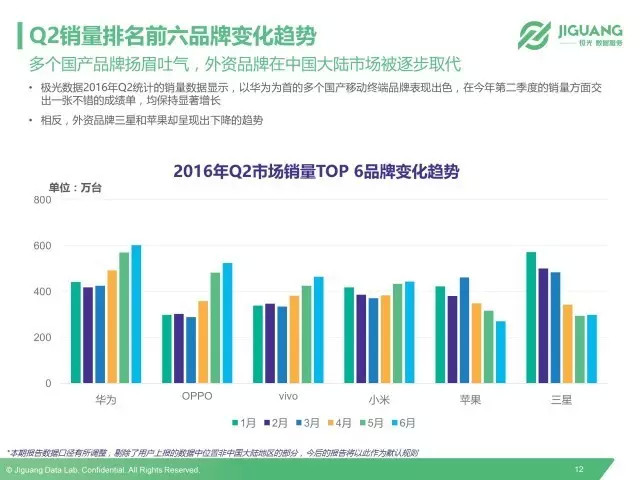 Q2销量排名前六品牌变化趋势
JIGUANG
极光 数据服务
多个国产品牌扬眉吐气，外资品牌在中国大陆市场被逐步取代
• 极光数据2016年Q2统计的销量数据显示，以华为为首的多个国产移动终端品牌表现出色，在今年第二季度的销量方面交
出一张不错的成绩单，均保持显著增长
• 相反，外资品牌三星和苹果却呈现出下降的趋势
2016年Q2市场销量TOP 6品牌变化趋势
单位：万台
800
600
400
200
0
华为 OPPO vivo 小米 苹果 三星
1月 2月 3月 4月 5月 6月
*本期报告数据口径有所调整，剔除了用户上报的数据中位置非中国大陆地区的部分，今后的报告将以此作为默认规则
© Jiguang Data Lab. Confidential. All Rights Reserved.
12